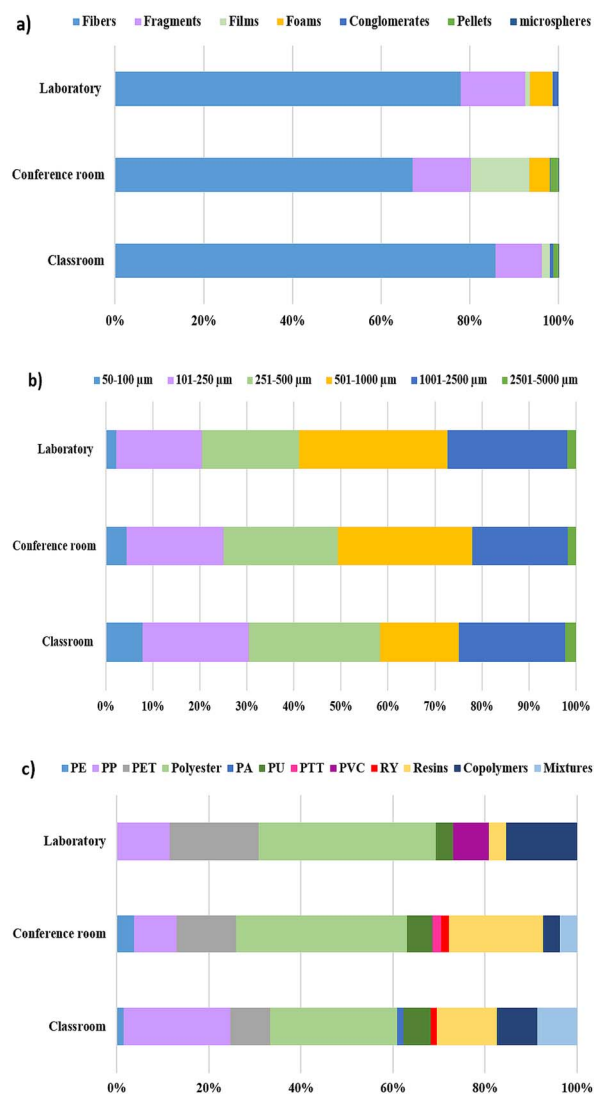 a)
Fibers Fragments Films Foams Conglomerates Pellets microspheres
Laboratory
Conference room
Classroom
0% 20% 40% 60% 80% 100%
b)
50-100 µm 101-250 µm 251-500 µm 501-1000 µm 1001-2500 µm 2501-5000 µm
Laboratory
Conference room
Classroom
0% 10% 20% 30% 40% 50% 60% 70% 80% 90% 100%
c)
PE PP PET Polyester PA PU PTT PVC RY Resins Copolymers Mixtures
Laboratory
Conference room
Classroom
0% 20% 40% 60% 80% 100%